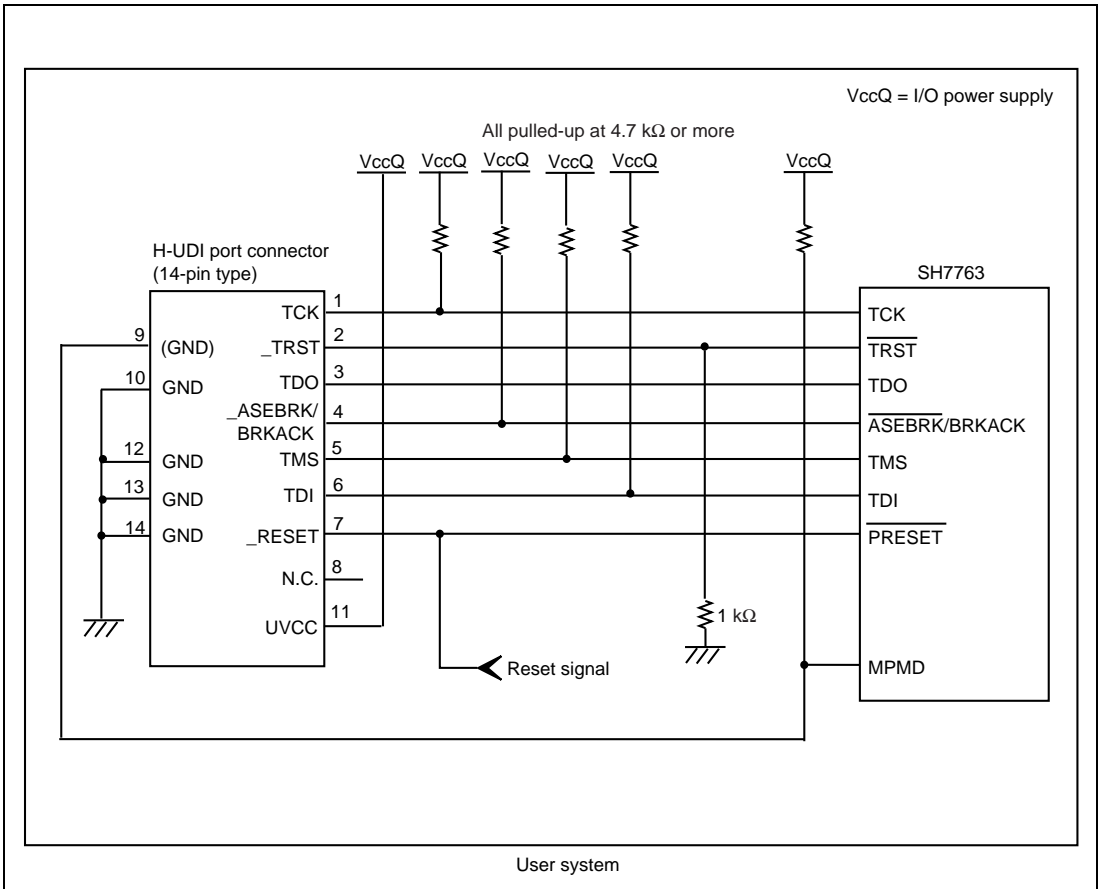 VccQ = I/O power supply
All pulled-up at 4.7 kΩ or more
VccQ VccQ VccQ VccQ VccQ VccQ
H-UDI port connector
(14-pin type)
SH7763
TCK 1 TCK
9 (GND) _TRST 2 TRST
10 GND TDO 3 TDO
_ASEBRK/
BRKACK
4 ASEBRK/BRKACK
12 GND TMS 5 TMS
13 GND TDI 6 TDI
14 GND _RESET 7 PRESET
N.C. 8
UVCC 11
1 kΩ
Reset signal
MPMD
User system